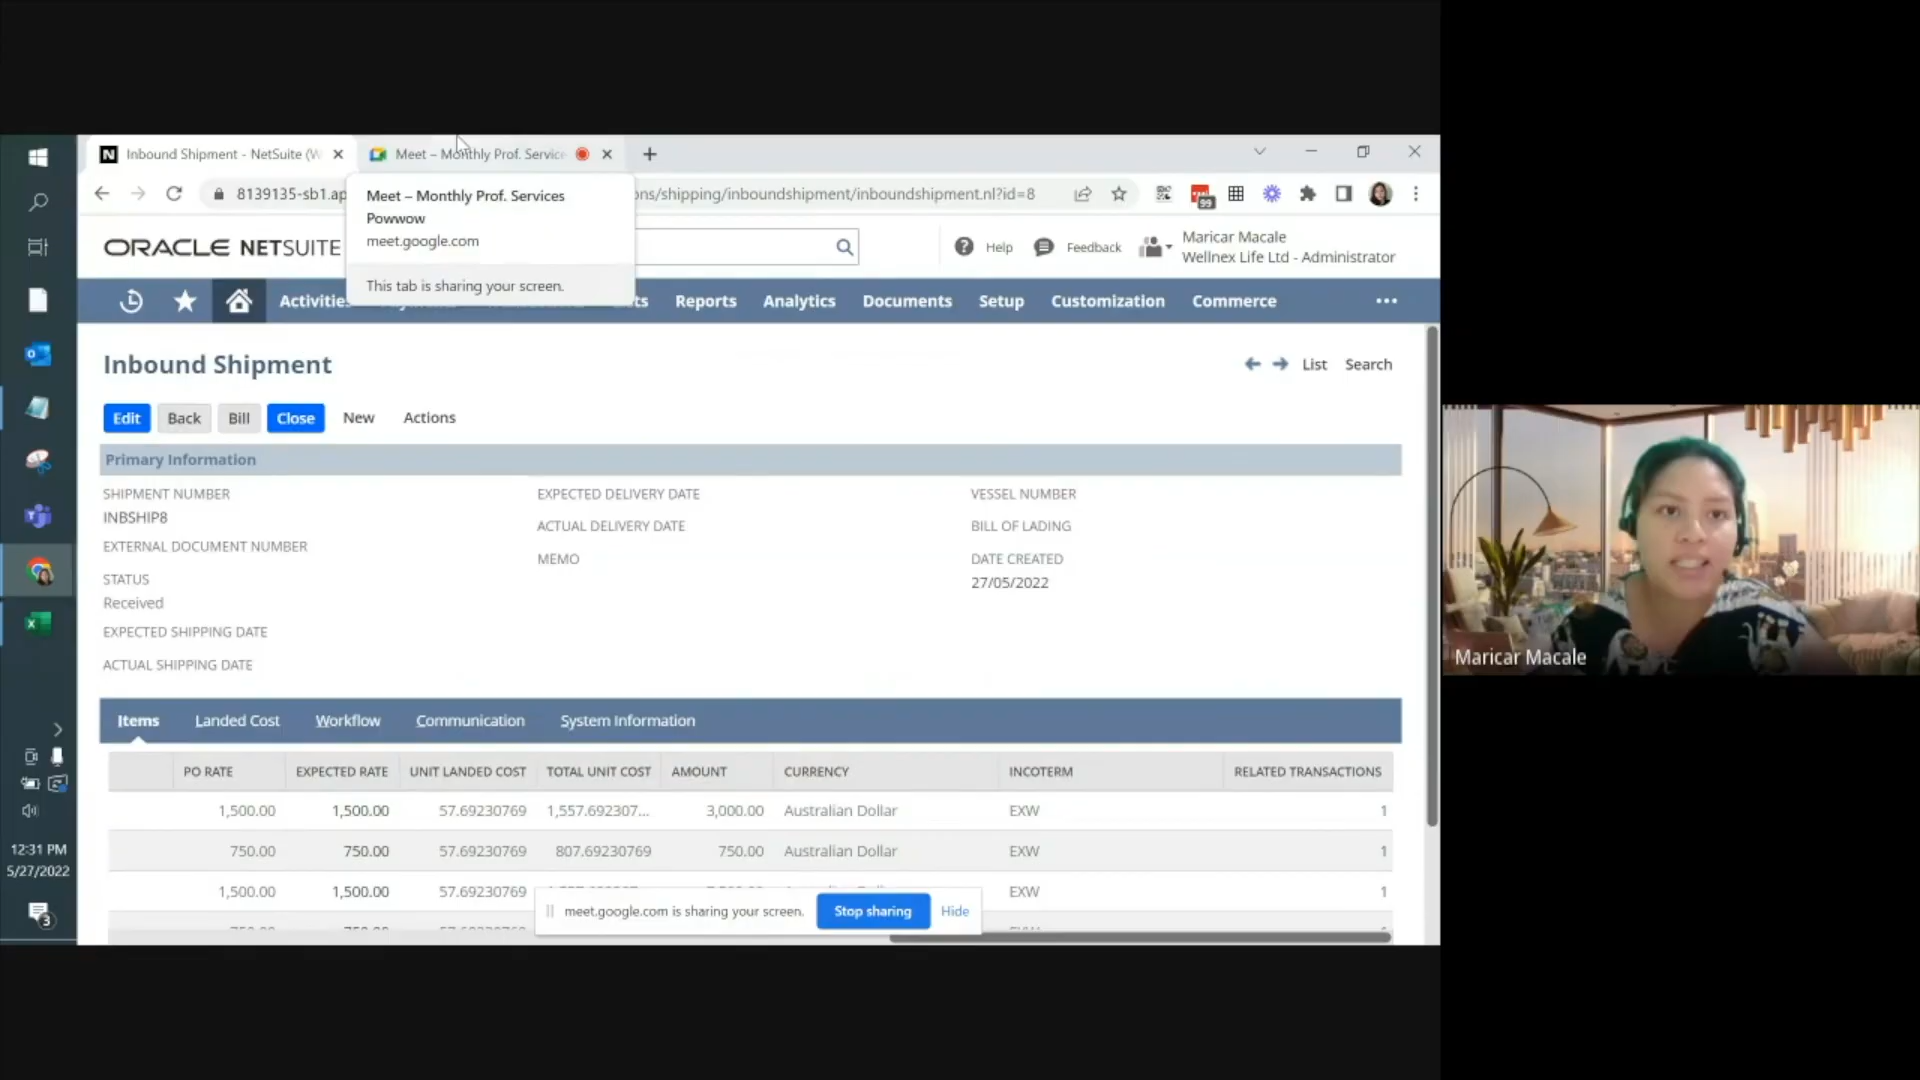 Inbound Shipment - NetSuite (W
Meet – Monthly Prof. Service
8139135-sb1.ap
ons/shipping/inboundshipment/inboundshipment.nl?id=8
99
Meet – Monthly Prof. Services
Powwow
meet.google.com
This tab is sharing your screen.
ORACLE NETSUITE
Help
Feedback
Maricar Macale
Wellnex Life Ltd - Administrator
Activities
Reports
Analytics
Documents
Setup
Customization
Commerce
Inbound Shipment
List
Search
Edit
Back
Bill
Close
New
Actions
Primary Information
SHIPMENT NUMBER
INBSHIP8
EXTERNAL DOCUMENT NUMBER
STATUS
Received
EXPECTED SHIPPING DATE
ACTUAL SHIPPING DATE
EXPECTED DELIVERY DATE
ACTUAL DELIVERY DATE
MEMO
VESSEL NUMBER
BILL OF LADING
DATE CREATED
27/05/2022
Items
Landed Cost
Workflow
Communication
System Information
PO RATE EXPECTED RATE UNIT LANDED COST TOTAL UNIT COST AMOUNT CURRENCY INCOTERM RELATED TRANSACTIONS
1,500.00 1,500.00 57.69230769 1,557.692307... 3,000.00 Australian Dollar EXW 1
750.00 750.00 57.69230769 807.69230769 750.00 Australian Dollar EXW 1
1,500.00 1,500.00 57.69230769 EXW 1
meet.google.com is sharing your screen.
Stop sharing
Hide
12:31 PM
5/27/2022
3
Maricar Macale